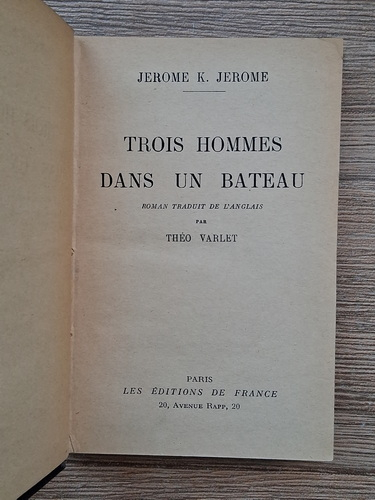 JEROME K. JEROME
TROIS HOMMES
DANS UN BATEAU
ROMAN TRADUIT DE L'ANGLAIS
PAR
THÉO VARLET
PARIS
LES ÉDITIONS DE FRANCE
20, AVENUE RAPP, 20